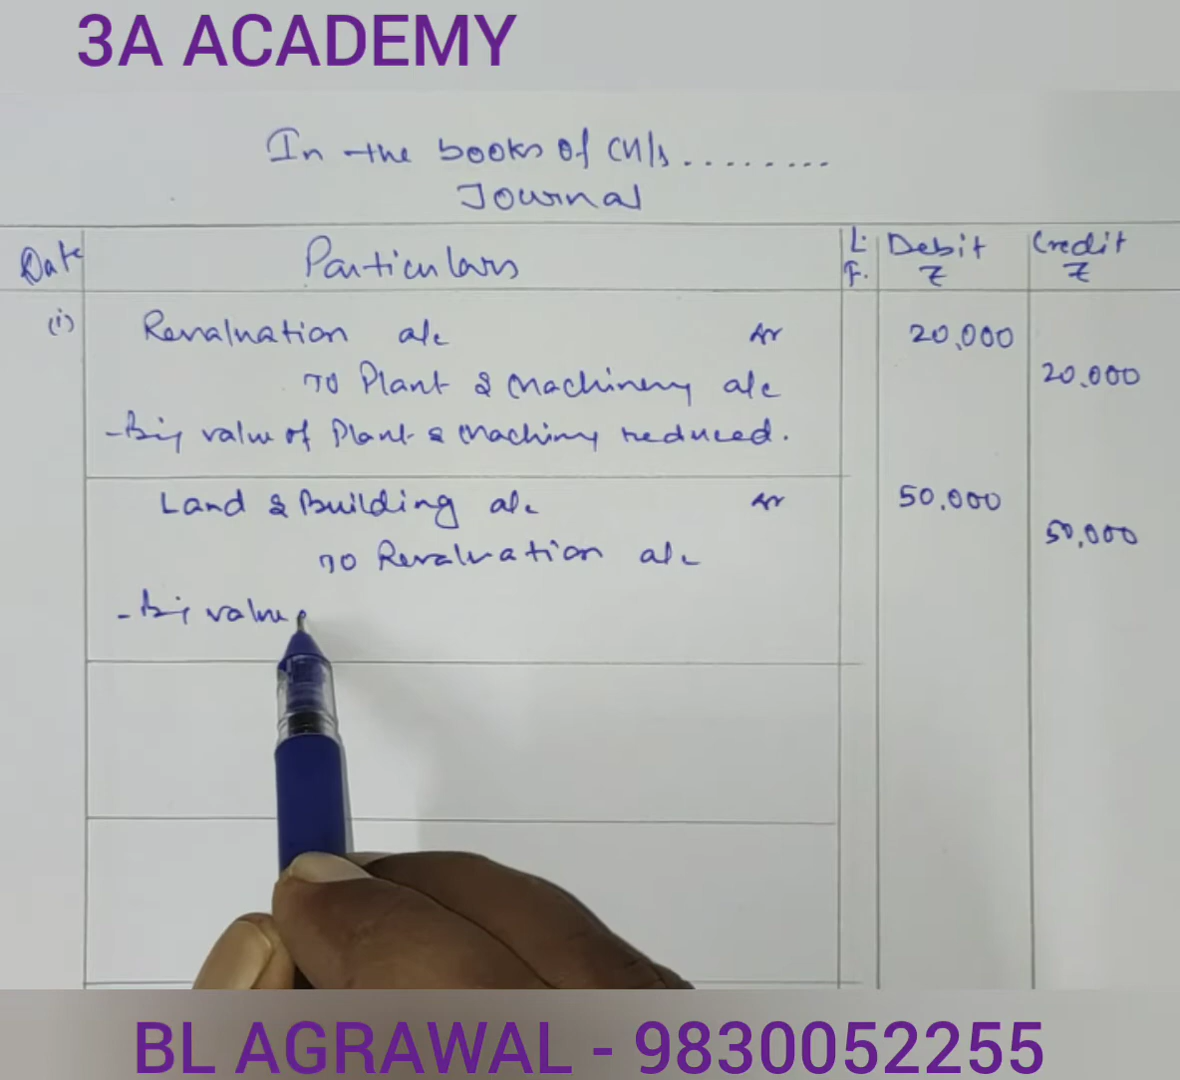 3A ACADEMY
In the books of M/s.........
Journal
Date Particulars L.F. Debit ₹ Credit ₹
(i) Revaluation a/c Dr 20,000
To Plant & Machinery a/c 20,000
- Being value of Plant & Machinery reduced.
Land & Building a/c Dr 50,000
To Revaluation a/c 50,000
- Being value
BL AGRAWAL - 9830052255